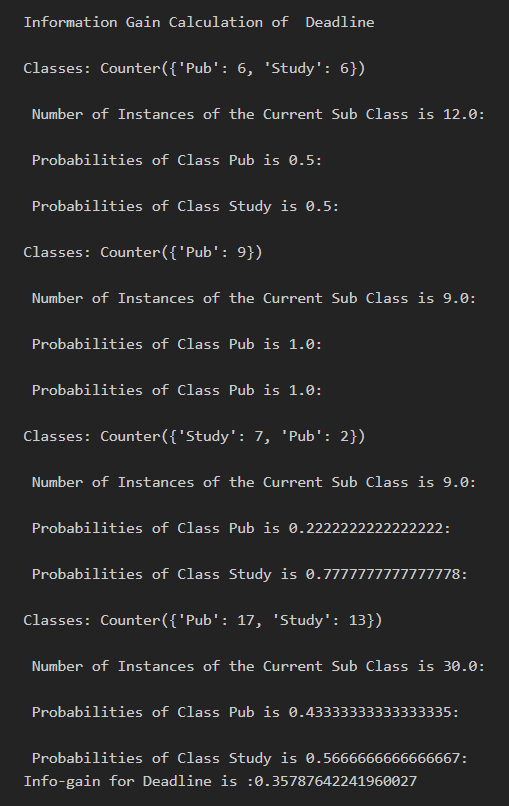 Information Gain Calculation of  Deadline
Classes: Counter({'Pub': 6, 'Study': 6})
Number of Instances of the Current Sub Class is 12.0:
Probabilities of Class Pub is 0.5:
Probabilities of Class Study is 0.5:
Classes: Counter({'Pub': 9})
Number of Instances of the Current Sub Class is 9.0:
Probabilities of Class Pub is 1.0:
Probabilities of Class Pub is 1.0:
Classes: Counter({'Study': 7, 'Pub': 2})
Number of Instances of the Current Sub Class is 9.0:
Probabilities of Class Pub is 0.2222222222222222:
Probabilities of Class Study is 0.7777777777777778:
Classes: Counter({'Pub': 17, 'Study': 13})
Number of Instances of the Current Sub Class is 30.0:
Probabilities of Class Pub is 0.43333333333333335:
Probabilities of Class Study is 0.5666666666666667:
Info-gain for Deadline is :0.35787642241960027